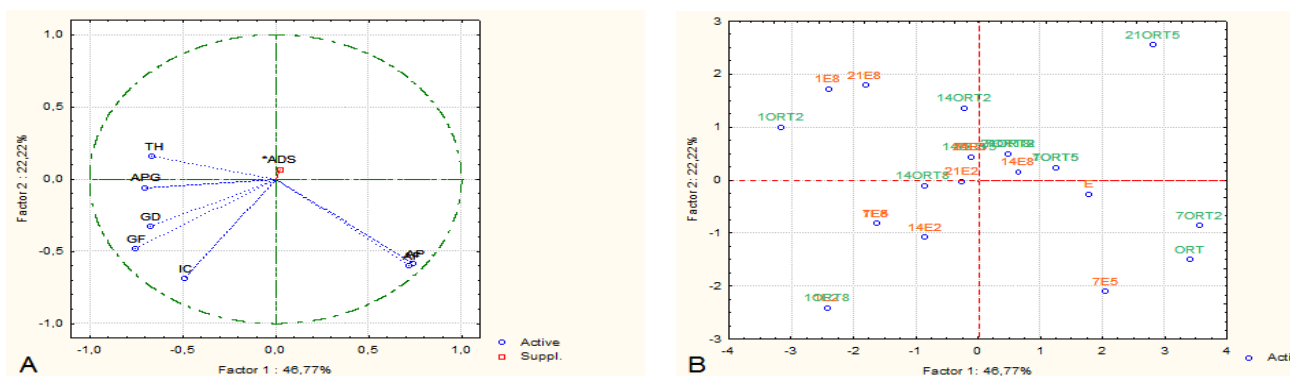 1,0
0,5
0,0
-0,5
-1,0
Factor 2 : 22,22%
TH
APG
GD
GF
IC
*ADS
AP
-1,0 -0,5 0,0 0,5 1,0
Factor 1 : 46,77%
A
Active
Suppl.
3
2
1
0
-1
-2
-3
Factor 2: 22,22%
21ORT5
1E8 21E8
14ORT2
1ORT2
14E8 7ORT5
21E2
14ORT8
E
14E2
7ORT2
ORT
7E5
1ORT8
-4 -3 -2 -1 0 1 2 3 4
Factor 1: 46,77%
B
Acti